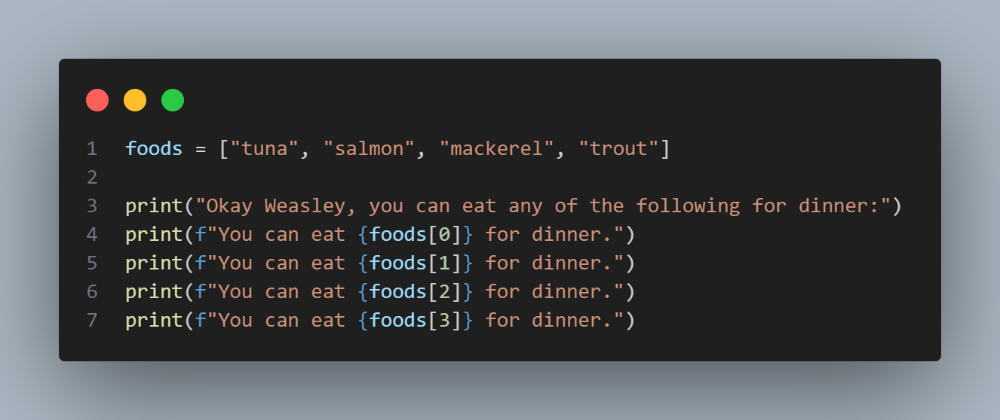 1 foods = ["tuna", "salmon", "mackerel", "trout"]
2
3 print("Okay Weasley, you can eat any of the following for dinner:")
4 print(f"You can eat {foods[0]} for dinner.")
5 print(f"You can eat {foods[1]} for dinner.")
6 print(f"You can eat {foods[2]} for dinner.")
7 print(f"You can eat {foods[3]} for dinner.")